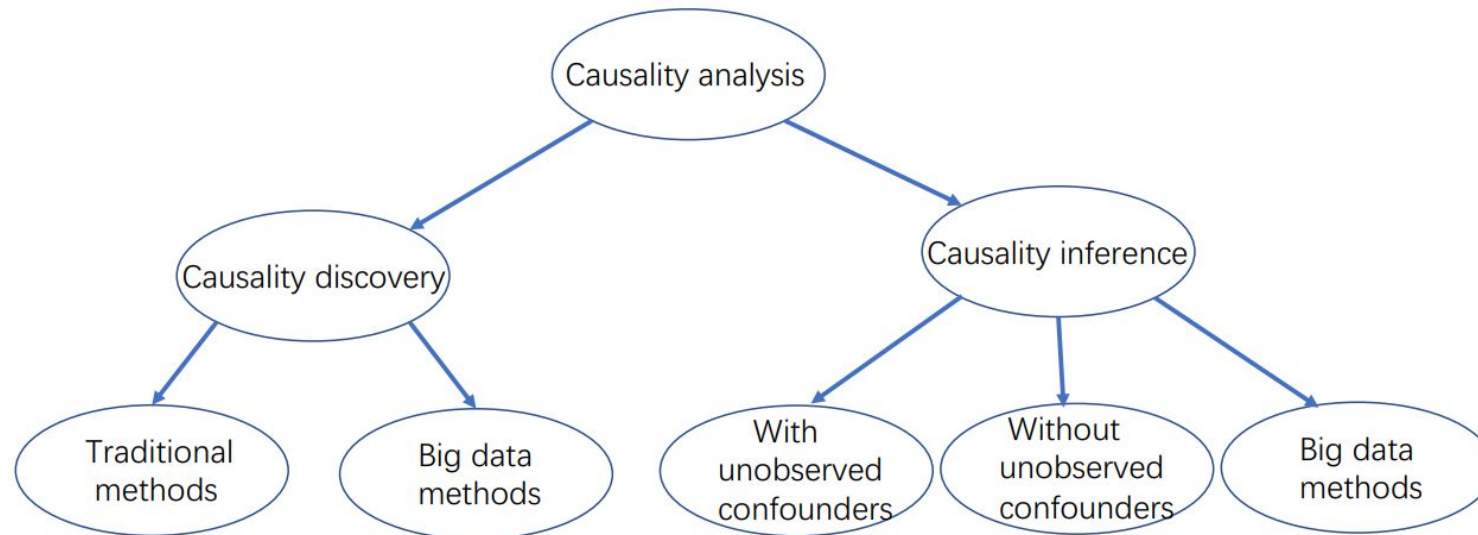 Causality analysis
Causality discovery
Causality inference
Traditional
methods
Big data
methods
With
unobserved
confounders
Without
unobserved
confounders
Big data
methods